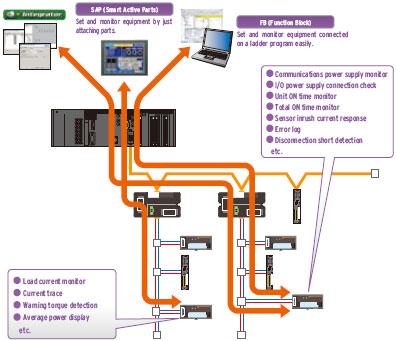 Integrator
SAP (Smart Active Parts)
Set and monitor equipment by just
attaching parts.
FB (Function Block)
Set and monitor equipment connected
on a ladder program easily.
● Communications power supply monitor
● I/O power supply connection check
● Unit ON time monitor
● Total ON time monitor
● Sensor inrush current response
● Error log
● Disconnection short detection
etc.
● Load current monitor
● Current trace
● Warning torque detection
● Average power display
etc.